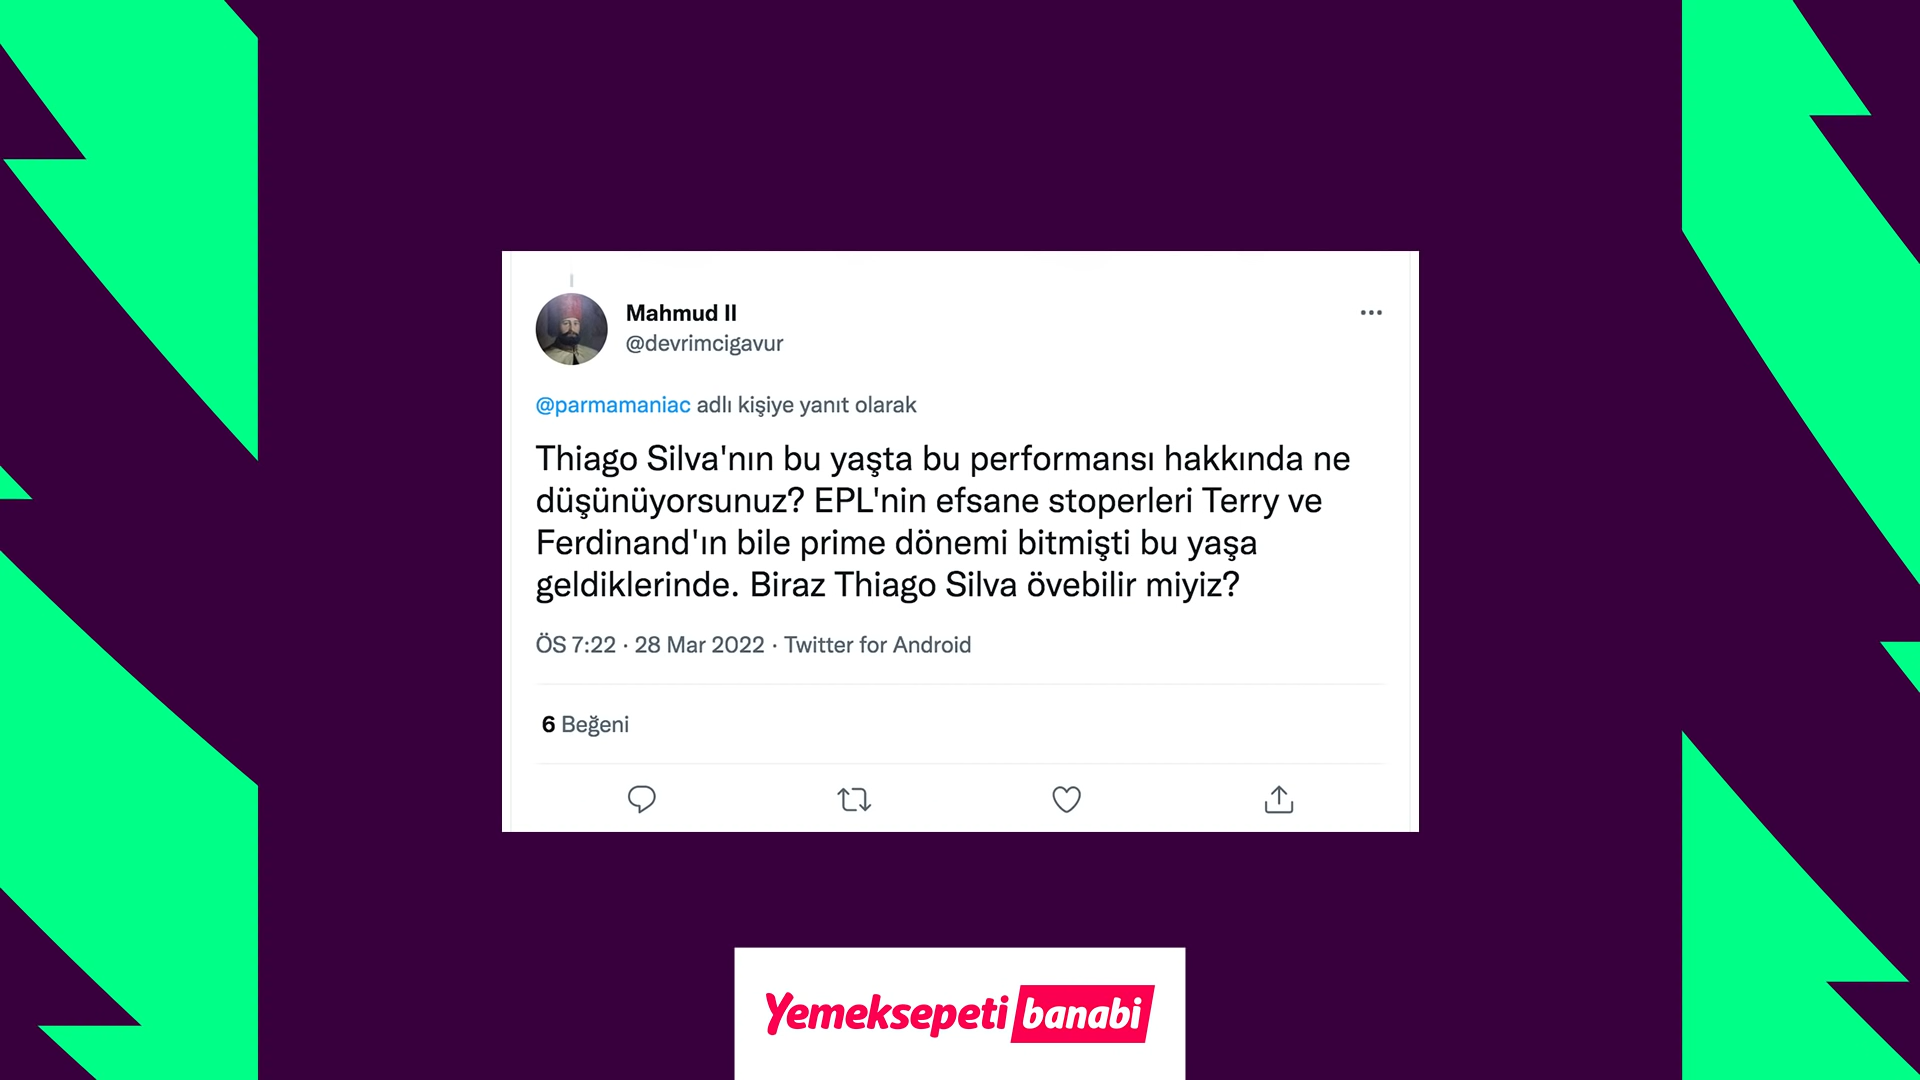 Mahmud II
@devrimcigavur
@parmamaniac adlı kişiye yanıt olarak
Thiago Silva'nın bu yaşta bu performansı hakkında ne
düşünüyorsunuz? EPL'nin efsane stoperleri Terry ve
Ferdinand'ın bile prime dönemi bitmişti bu yaşa
geldiklerinde. Biraz Thiago Silva övebilir miyiz?
ÖS 7:22 · 28 Mar 2022 · Twitter for Android
6 Beğeni
Yemeksepeti banabi